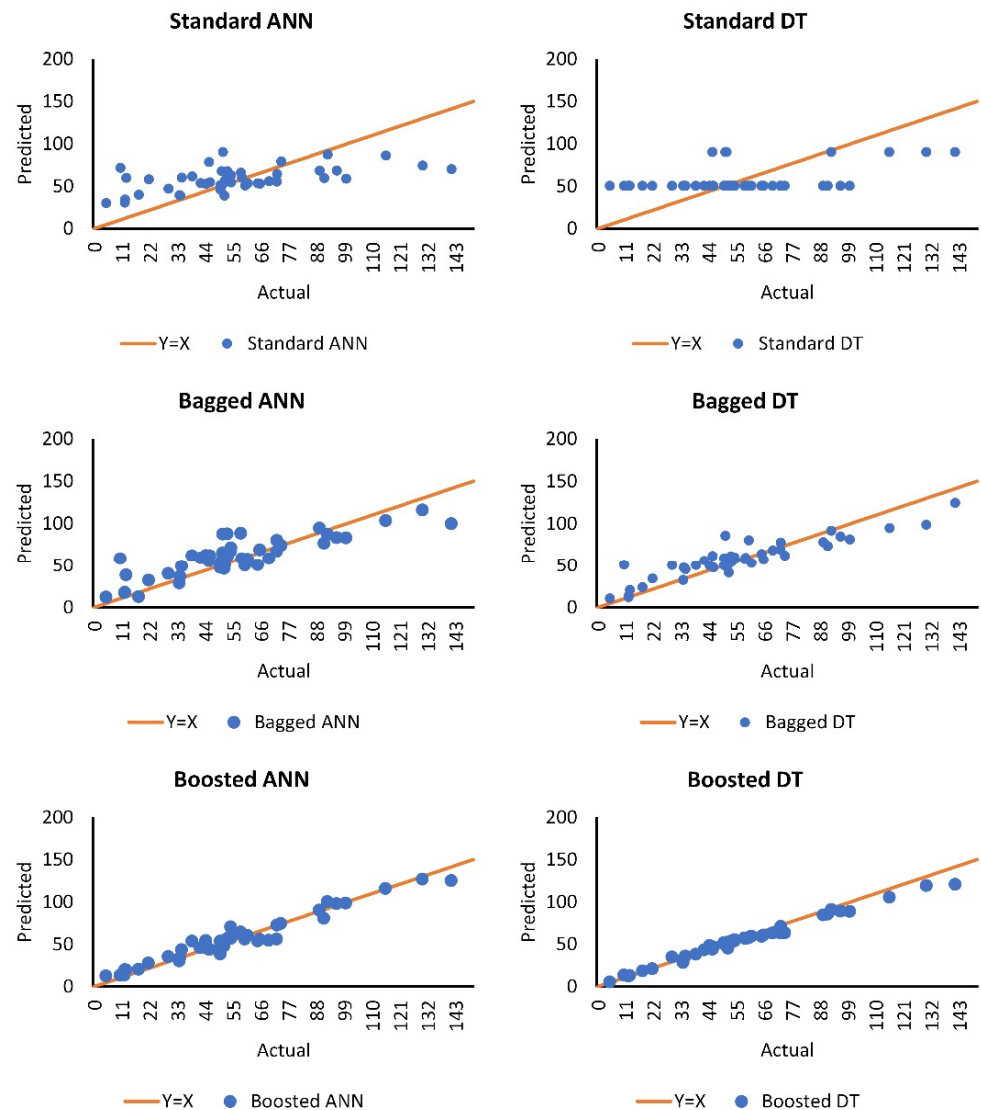 Standard ANN
200
150
100
50
0
Predicted
0 11 22 33 44 55 66 77 88 99 110 121 132 143
Actual
Y=X Standard ANN
Standard DT
200
150
100
50
0
Predicted
0 11 22 33 44 55 66 77 88 99 110 121 132 143
Actual
Y=X Standard DT
Bagged ANN
200
150
100
50
0
Predicted
0 11 22 33 44 55 66 77 88 99 110 121 132 143
Actual
Y=X Bagged ANN
Bagged DT
200
150
100
50
0
Predicted
0 11 22 33 44 55 66 77 88 99 110 121 132 143
Actual
Y=X Bagged DT
Boosted ANN
200
150
100
50
0
Predicted
0 11 22 33 44 55 66 77 88 99 110 121 132 143
Actual
Y=X Boosted ANN
Boosted DT
200
150
100
50
0
Predicted
0 11 22 33 44 55 66 77 88 99 110 121 132 143
Actual
Y=X Boosted DT